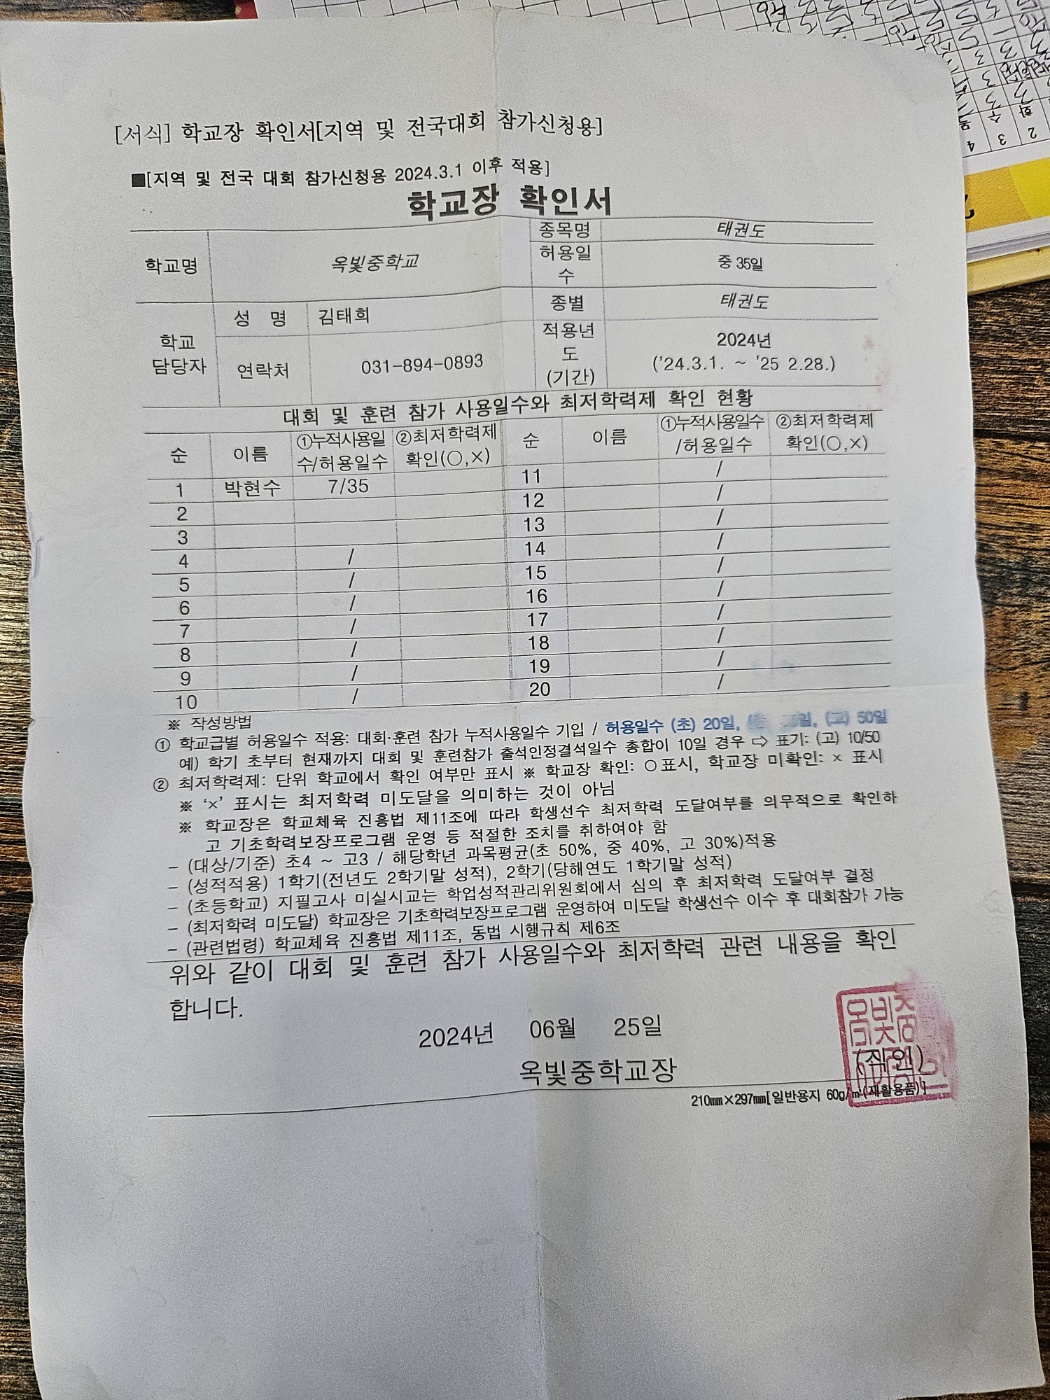 [서식] 학교장 확인서[지역 및 전국대회 참가신청용]
■[지역 및 전국 대회 참가신청용 2024.3.1 이후 적용]
학교장 확인서
학교명 옥빛중학교 종목명 태권도
허용일수 중 35일
학교 담당자 성 명 김태희 종별 태권도
연락처 031-894-0893 적용년도 (기간) 2024년 ('24.3.1. ~ '25 2.28.)
대회 및 훈련 참가 사용일수와 최저학력제 확인 현황
순 이름 ①누적사용일수/허용일수 ②최저학력제 확인(○,×) 순 이름 ①누적사용일수/허용일수 ②최저학력제 확인(○,×)
1 박현수 7/35 11 /
2 12 /
3 13 /
4 / 14 /
5 / 15 /
6 / 16 /
7 / 17 /
8 / 18 /
9 / 19 /
10 / 20 /
※ 작성방법
① 학교급별 허용일수 적용: 대회·훈련 참가 누적사용일수 기입 / 허용일수 (초) 20일, 일, (고) 50일
예) 학기 초부터 현재까지 대회 및 훈련참가 출석인정결석일수 총합이 10일 경우 ⇨ 표기: (고) 10/50
② 최저학력제: 단위 학교에서 확인 여부만 표시 ※ 학교장 확인: ○표시, 학교장 미확인: × 표시
※ '×' 표시는 최저학력 미도달을 의미하는 것이 아님
※ 학교장은 학교체육 진흥법 제11조에 따라 학생선수 최저학력 도달여부를 의무적으로 확인하
고 기초학력보장프로그램 운영 등 적절한 조치를 취하여야 함
- (대상/기준) 초4 ~ 고3 / 해당학년 과목평균(초 50%, 중 40%, 고 30%)적용
- (성적적용) 1학기(전년도 2학기말 성적), 2학기(당해연도 1학기말 성적)
- (초등학교) 지필고사 미실시교는 학업성적관리위원회에서 심의 후 최저학력 도달여부 결정
- (최저학력 미도달) 학교장은 기초학력보장프로그램 운영하여 미도달 학생선수 이수 후 대회참가 가능
- (관련법령) 학교체육 진흥법 제11조, 동법 시행규칙 제6조
위와 같이 대회 및 훈련 참가 사용일수와 최저학력 관련 내용을 확인
합니다.
2024년 06월 25일
옥빛중학교장 (직인)
210㎜×297㎜[일반용지 60g/㎡(재활용품)]